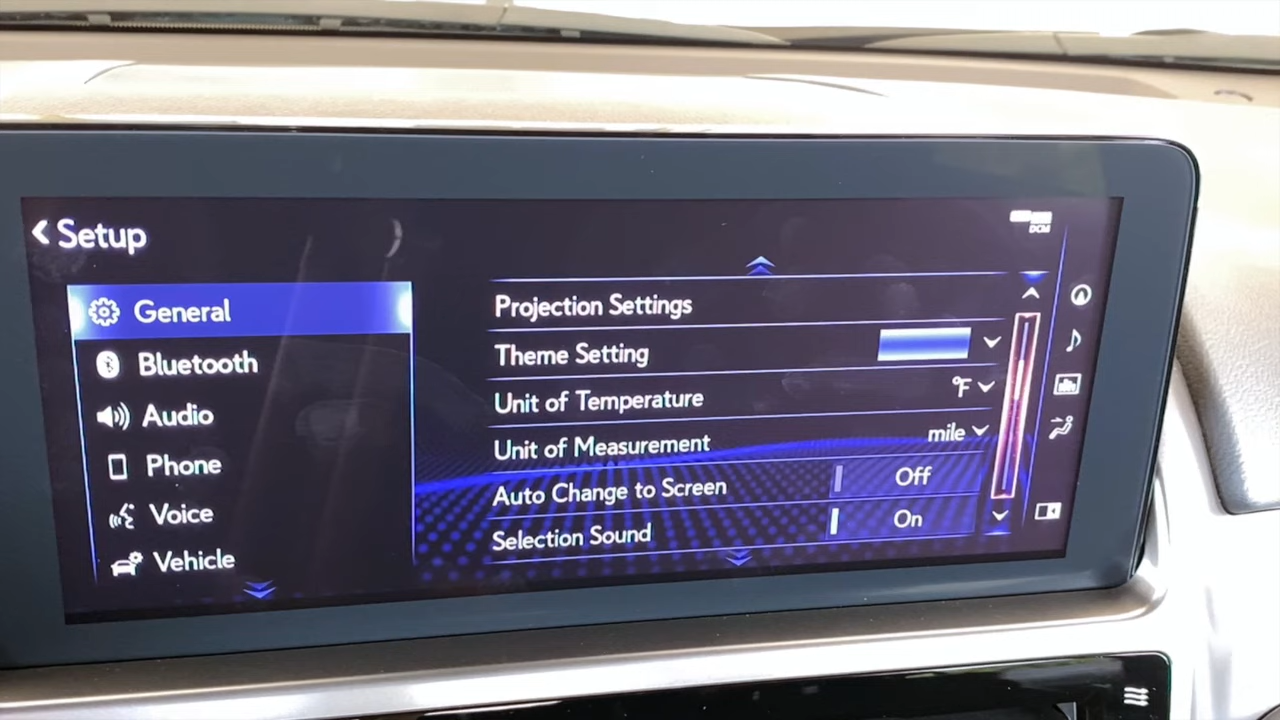 Setup
DCM
General
Bluetooth
Audio
Phone
Voice
Vehicle
Projection Settings
Theme Setting
Unit of Temperature °F
Unit of Measurement mile
Auto Change to Screen Off
Selection Sound On